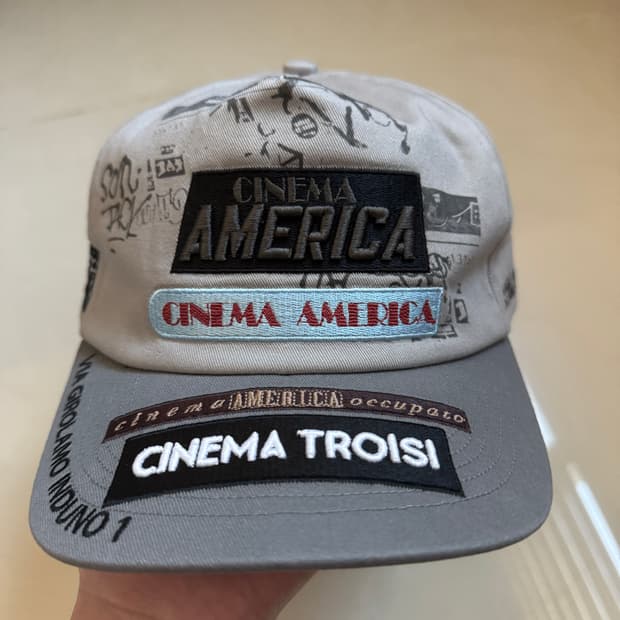 CINEMA
AMERICA
CINEMA AMERICA
cinema AMERICA occupato
CINEMA TROISI
VIA GIROLAMO INDUNO 1